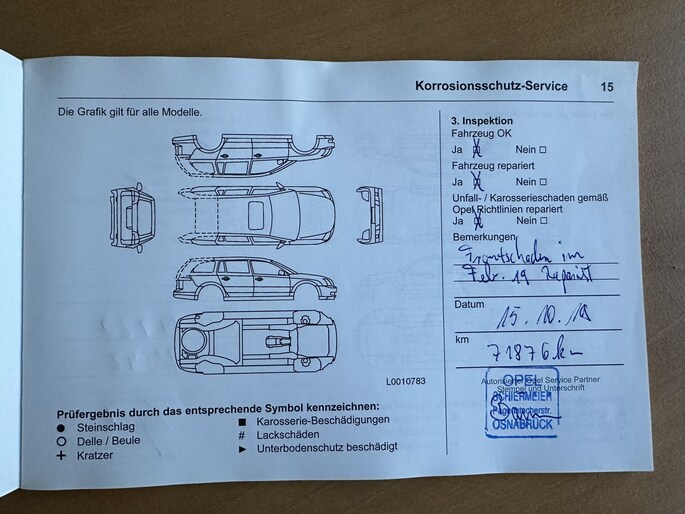 Korrosionsschutz-Service 15
Die Grafik gilt für alle Modelle.
L0010783
Prüfergebnis durch das entsprechende Symbol kennzeichnen:
● Steinschlag
○ Delle / Beule
+ Kratzer
■ Karosserie-Beschädigungen
# Lackschäden
► Unterbodenschutz beschädigt
3. Inspektion
Fahrzeug OK
Ja ☒ Nein □
Fahrzeug repariert
Ja ☒ Nein □
Unfall- / Karosserieschaden gemäß
Opel Richtlinien repariert
Ja ☒ Nein □
Bemerkungen
Frontschaden im
Febr. 19
Datum
15. 10.
km
71876 km
Autorisierter Opel Service Partner
Stempel und Unterschrift
OPEL
SCHIERMEIER
OSNABRÜCK